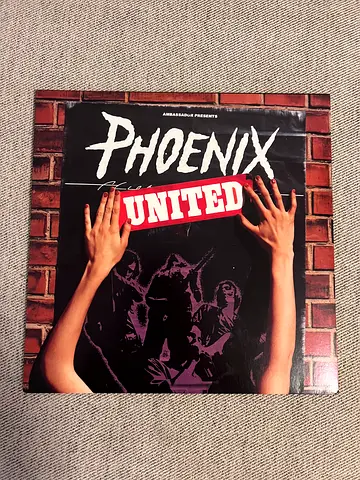 AMBASSADOR PRESENTS
PHOENIX
UNITED